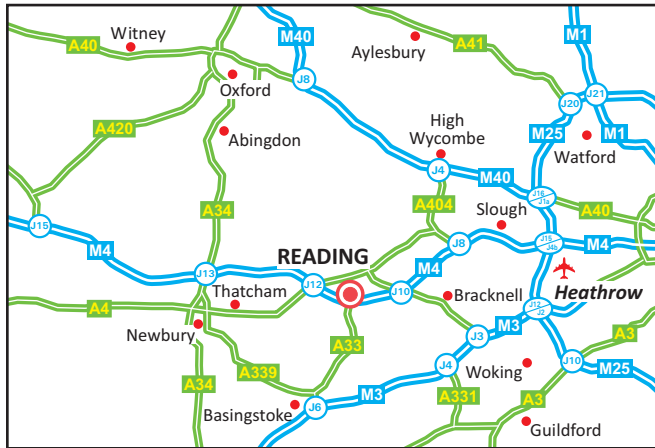 M40
M1
Witney
A40
Aylesbury
A41
J8
Oxford
J21
J20
A420
Abingdon
High
Wycombe
M25
M1
Watford
J4
M40
J16
J1a
A404
A34
Slough
A40
J15
M4
READING
J8
J15
J4b
M4
J13
J12
M4
Thatcham
J10
Bracknell
Heathrow
A4
J12
J2
Newbury
M3
A33
J3
A3
A339
J4
Woking
J10
M25
A34
M3
A331
A3
Basingstoke
J6
Guildford